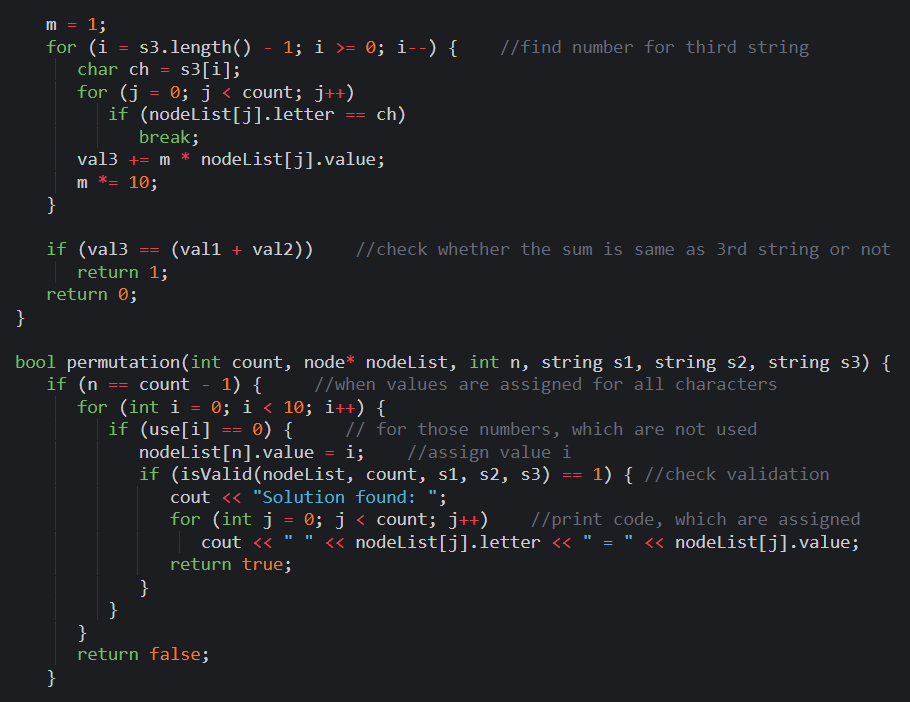 m = 1;
for (i = s3.length() - 1; i >= 0; i--) {    //find number for third string
char ch = s3[i];
for (j = 0; j < count; j++)
if (nodeList[j].letter == ch)
break;
val3 += m * nodeList[j].value;
m *= 10;
}
if (val3 == (val1 + val2))    //check whether the sum is same as 3rd string or not
return 1;
return 0;
}
bool permutation(int count, node* nodeList, int n, string s1, string s2, string s3) {
if (n == count - 1) {     //when values are assigned for all characters
for (int i = 0; i < 10; i++) {
if (use[i] == 0) {     // for those numbers, which are not used
nodeList[n].value = i;    //assign value i
if (isValid(nodeList, count, s1, s2, s3) == 1) { //check validation
cout << "Solution found: ";
for (int j = 0; j < count; j++)    //print code, which are assigned
cout << " " << nodeList[j].letter << " = " << nodeList[j].value;
return true;
}
}
}
return false;
}